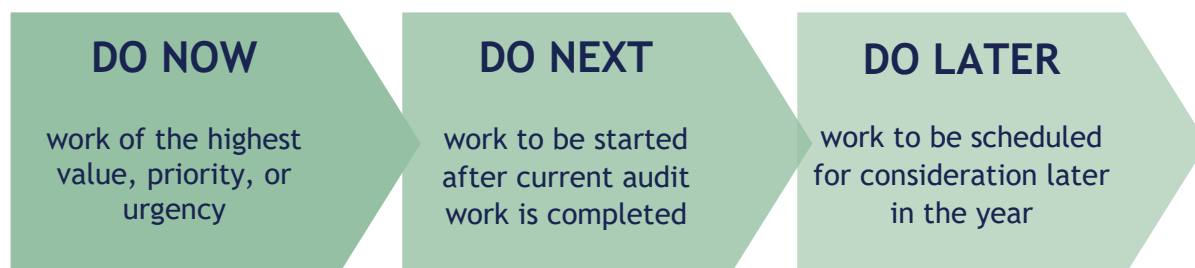 DO NOW
work of the highest
value, priority, or
urgency
DO NEXT
work to be started
after current audit
work is completed
DO LATER
work to be scheduled
for consideration later
in the year